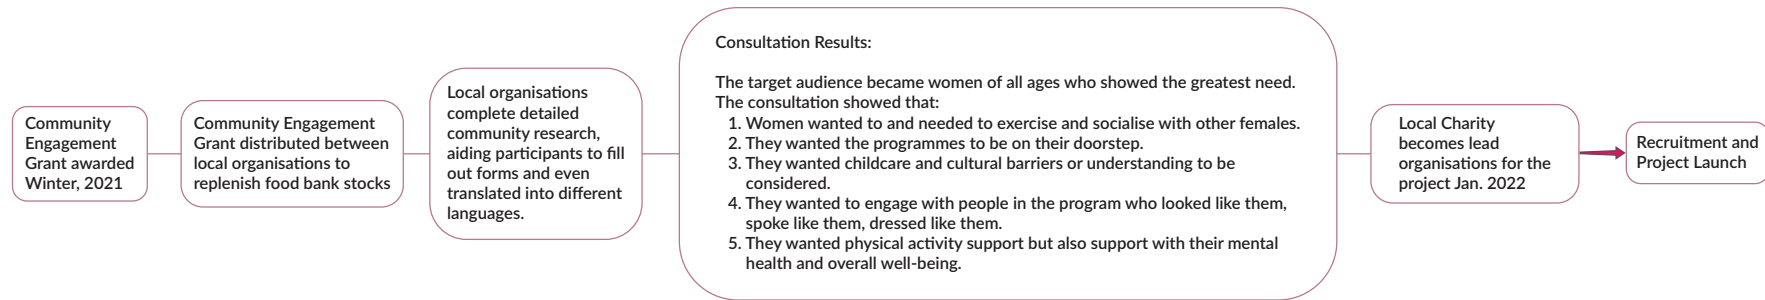 Community
Engagement
Grant awarded
Winter, 2021
Community Engagement
Grant distributed between
local organisations to
replenish food bank stocks
Local organisations
complete detailed
community research,
aiding participants to fill
out forms and even
translated into different
languages.
Consultation Results:
The target audience became women of all ages who showed the greatest need.
The consultation showed that:
1. Women wanted to and needed to exercise and socialise with other females.
2. They wanted the programmes to be on their doorstep.
3. They wanted childcare and cultural barriers or understanding to be
considered.
4. They wanted to engage with people in the program who looked like them,
spoke like them, dressed like them.
5. They wanted physical activity support but also support with their mental
health and overall well-being.
Local Charity
becomes lead
organisations for the
project Jan. 2022
Recruitment and
Project Launch